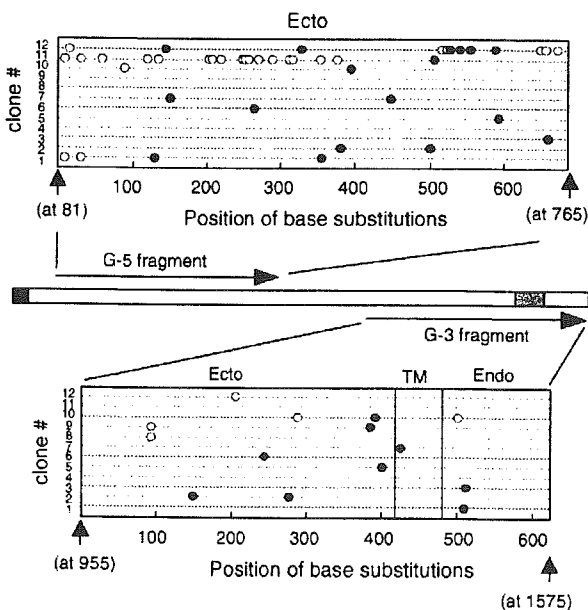 Ecto
clone #
12
11
10
9
8
7
6
5
4
3
2
1
100 200 300 400 500 600
(at 81) Position of base substitutions (at 765)
G-5 fragment
G-3 fragment
Ecto TM Endo
clone #
12
11
10
9
8
7
6
5
4
3
2
1
100 200 300 400 500 600
(at 955) Position of base substitutions
(at 1575)